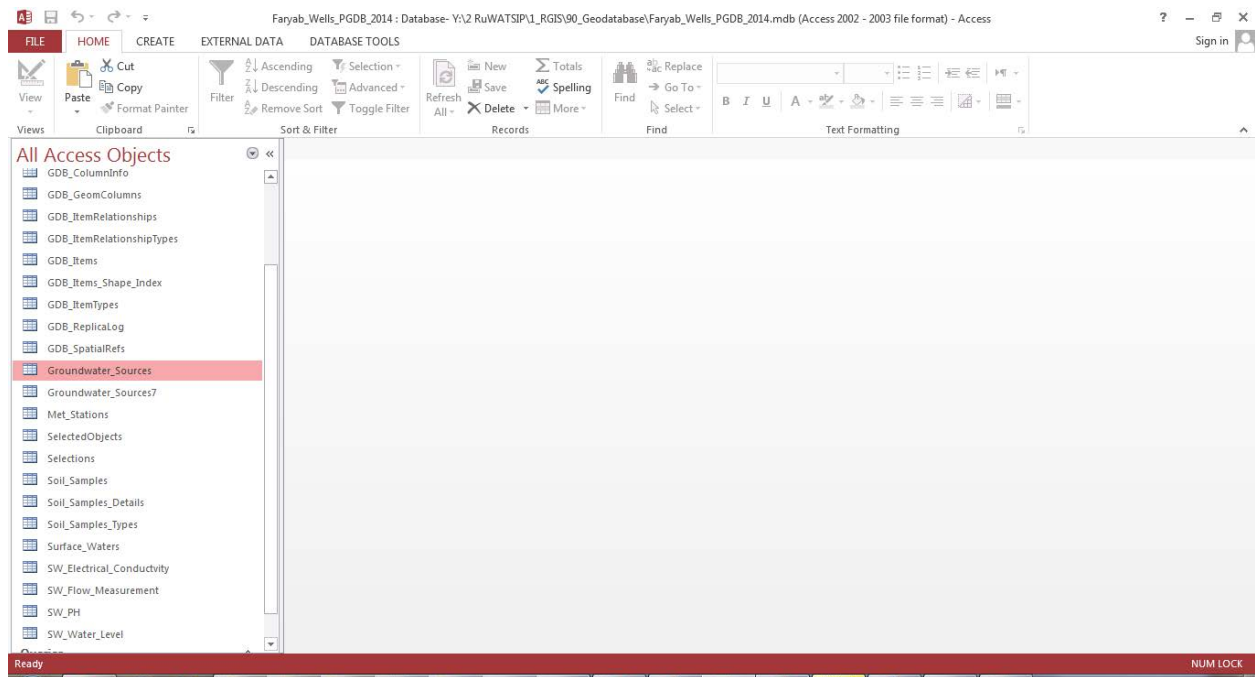 Faryab_Wells_PGDB_2014 : Database- Y:\2 RuWATSIP\1_RGIS\90_Geodatabase\Faryab_Wells_PGDB_2014.mdb (Access 2002 - 2003 file format) - Access
FILE HOME CREATE EXTERNAL DATA DATABASE TOOLS Sign in
View
Views
Paste
Cut
Copy
Format Painter
Clipboard
Filter
Ascending
Descending
Remove Sort
Selection
Advanced
Toggle Filter
Sort & Filter
Refresh
All
New
Save
Delete
Totals
Spelling
More
Records
Find
Replace
Go To
Select
Find
B I U A
Text Formatting
All Access Objects
GDB_ColumnInfo
GDB_GeomColumns
GDB_ItemRelationships
GDB_ItemRelationshipTypes
GDB_Items
GDB_Items_Shape_Index
GDB_ItemTypes
GDB_ReplicaLog
GDB_SpatialRefs
Groundwater_Sources
Groundwater_Sources7
Met_Stations
SelectedObjects
Selections
Soil_Samples
Soil_Samples_Details
Soil_Samples_Types
Surface_Waters
SW_Electrical_Conductvity
SW_Flow_Measurement
SW_PH
SW_Water_Level
Ready NUM LOCK